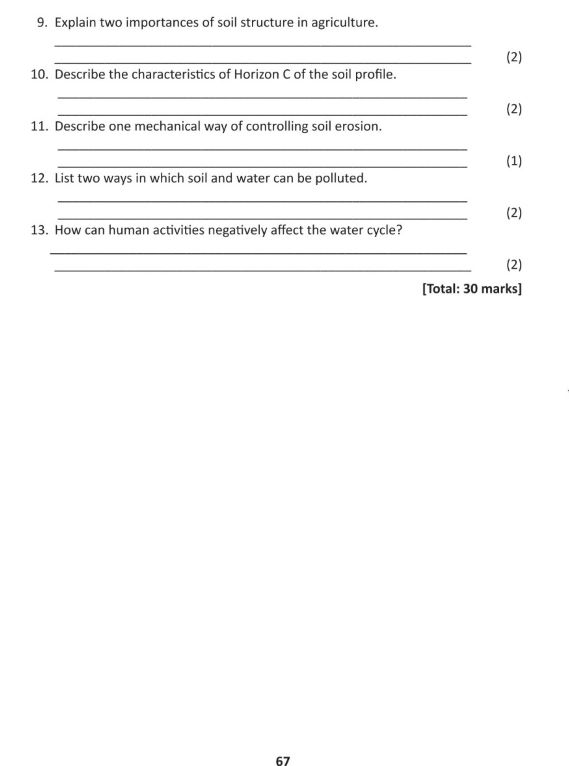 9. Explain two importances of soil structure in agriculture.
(2)
10. Describe the characteristics of Horizon C of the soil profile.
(2)
11. Describe one mechanical way of controlling soil erosion.
(1)
12. List two ways in which soil and water can be polluted.
(2)
13. How can human activities negatively affect the water cycle?
(2)
[Total: 30 marks]
67